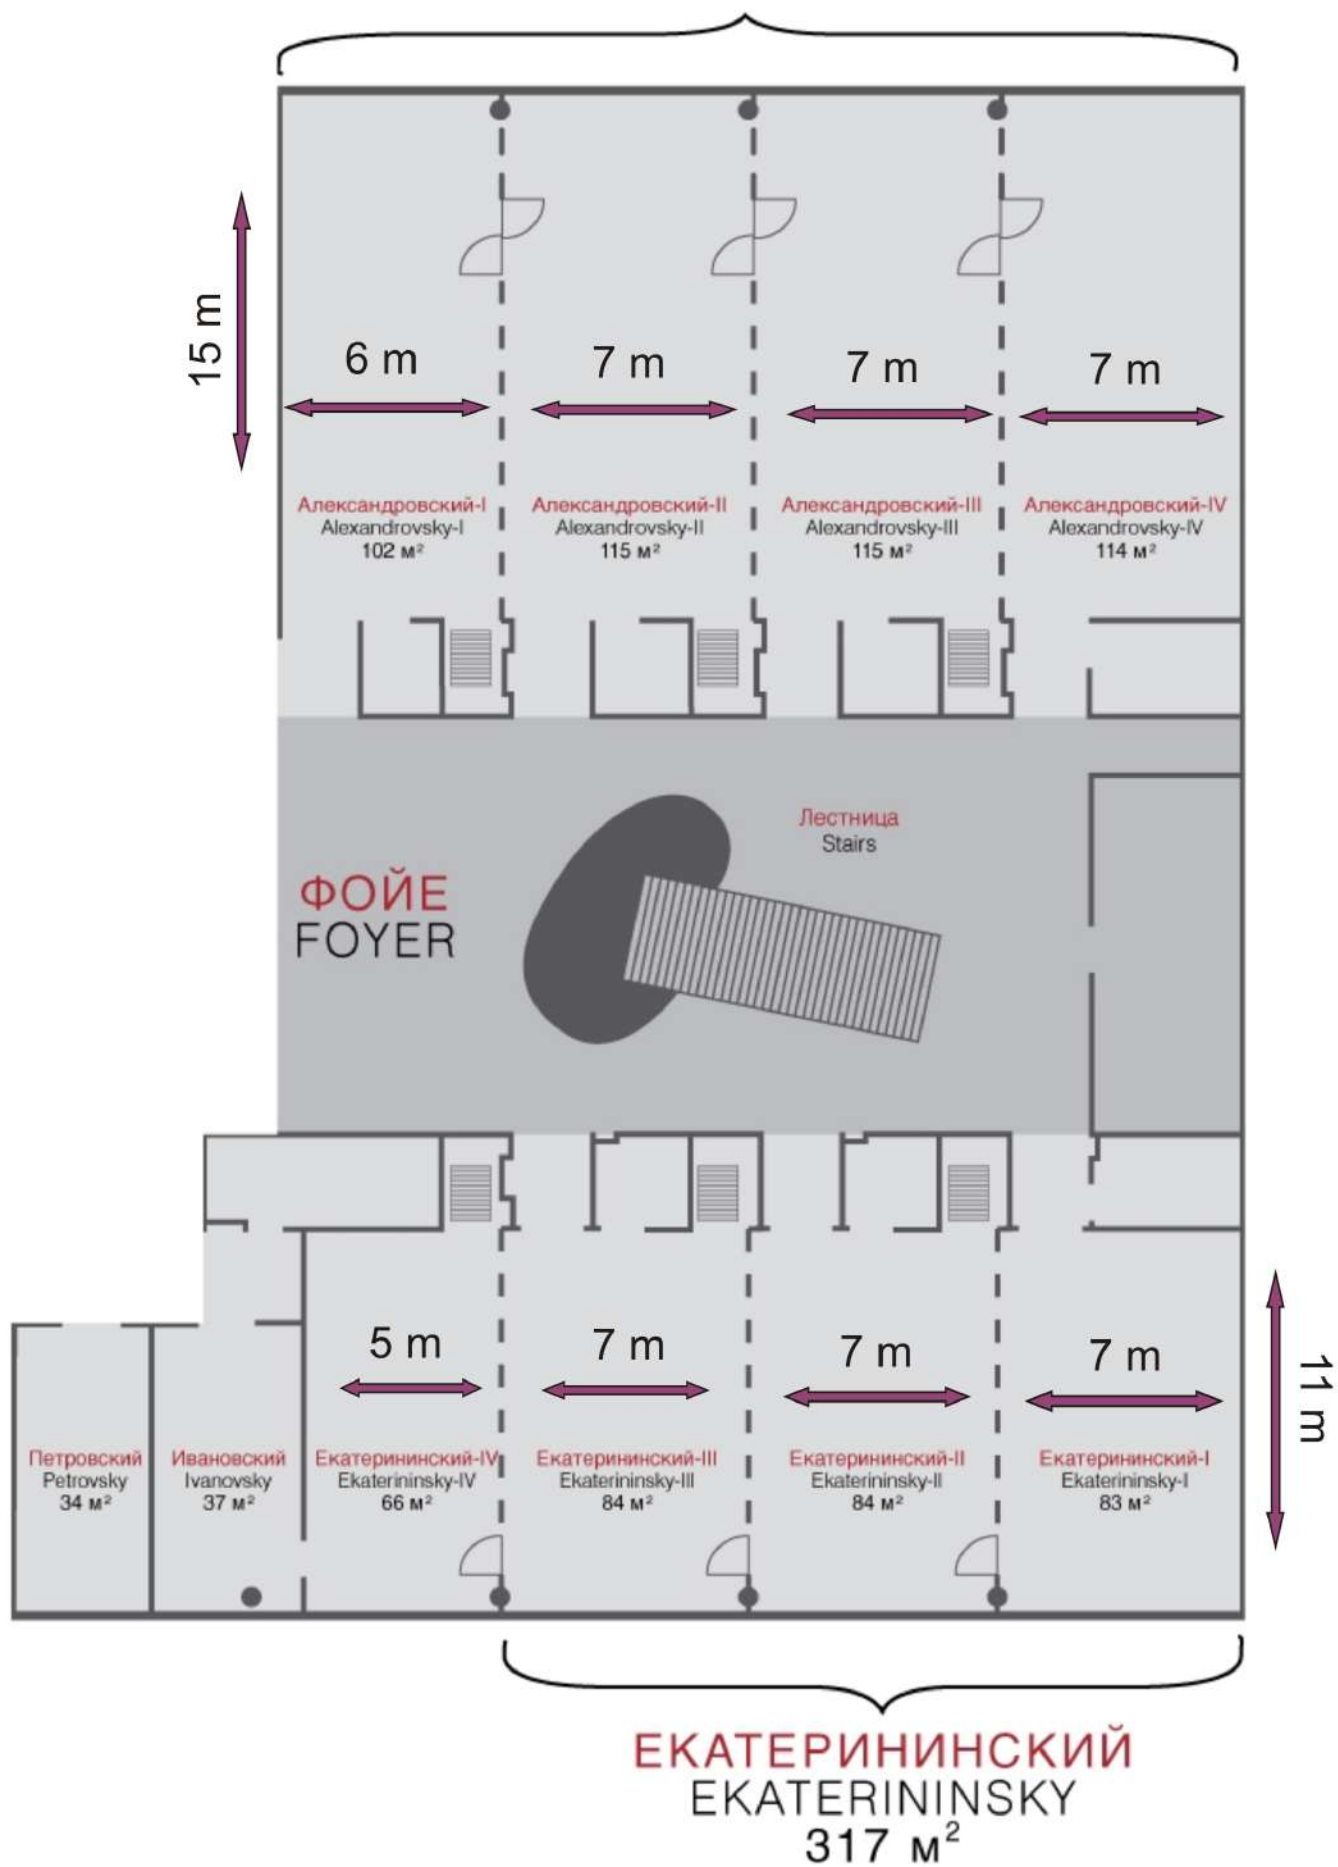 15 m
6 m
7 m
7 m
7 m
Александровский-I
Alexandrovsky-I
102 м²
Александровский-II
Alexandrovsky-II
115 м²
Александровский-III
Alexandrovsky-III
115 м²
Александровский-IV
Alexandrovsky-IV
114 м²
Лестница
Stairs
ФОЙЕ
FOYER
5 m
7 m
7 m
7 m
11 m
Петровский
Petrovsky
34 м²
Ивановский
Ivanovsky
37 м²
Екатерининский-IV
Ekaterininsky-IV
66 м²
Екатерининский-III
Ekaterininsky-III
84 м²
Екатерининский-II
Ekaterininsky-II
84 м²
Екатерининский-I
Ekaterininsky-I
83 м²
ЕКАТЕРИНИНСКИЙ
EKATERININSKY
317 м²